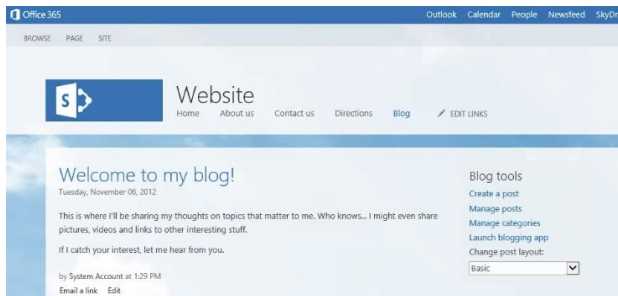 Office 365
Outlook Calendar People Newsfeed SkyDr
BROWSE PAGE SITE
S
Website
Home About us Contact us Directions Blog EDIT LINKS
Welcome to my blog!
Tuesday, November 06, 2012
This is where I'll be sharing my thoughts on topics that matter to me. Who knows... I might even share
pictures, videos and links to other interesting stuff.
If I catch your interest, let me hear from you.
by System Account at 1:29 PM
Email a link Edit
Blog tools
Create a post
Manage posts
Manage categories
Launch blogging app
Change post layout:
Basic